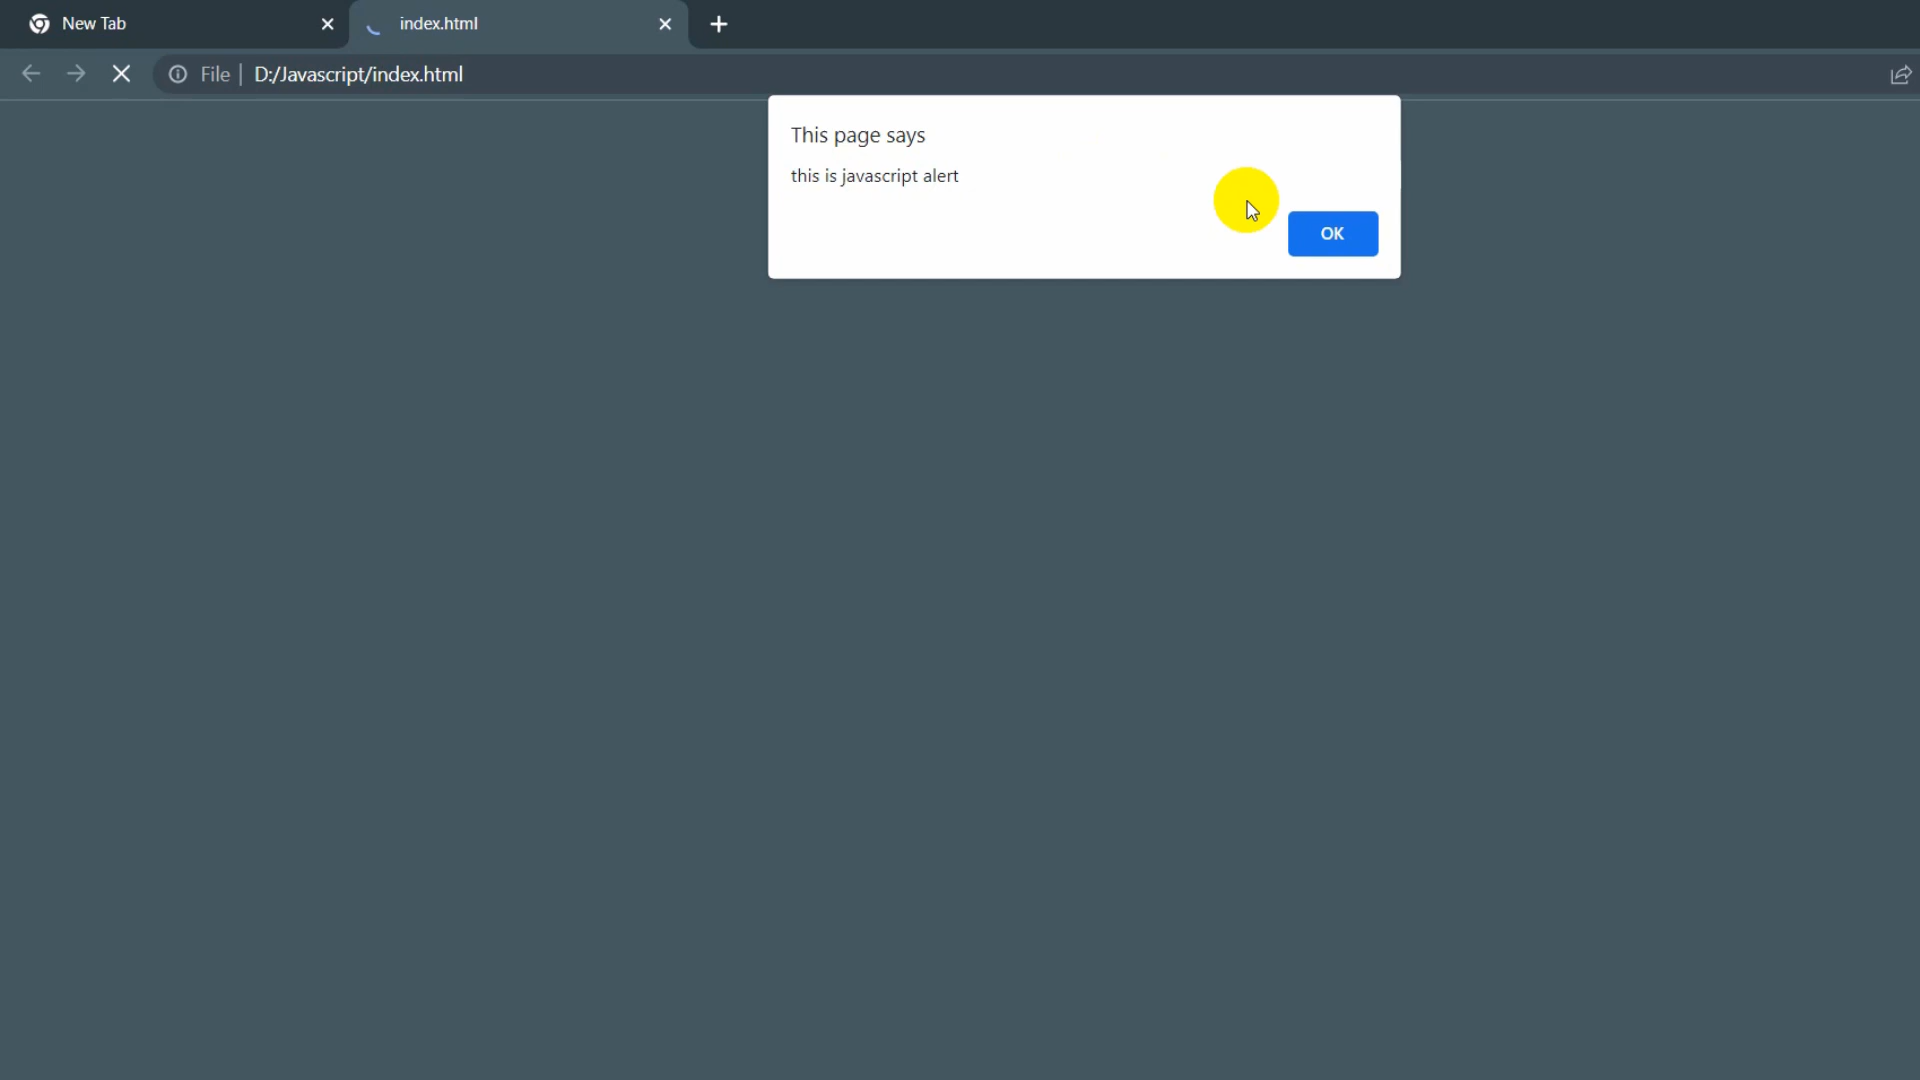 New Tab
index.html
File | D:/Javascript/index.html
This page says
this is javascript alert
OK